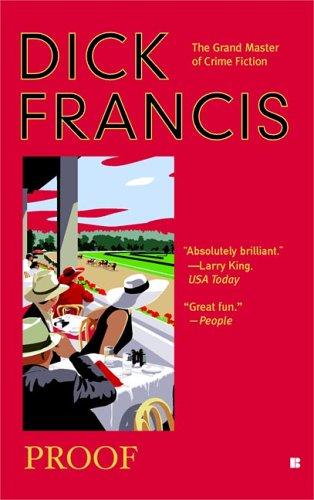 DICK
FRANCIS
The Grand Master
of Crime Fiction
"Absolutely brilliant."
—Larry King,
USA Today
"Great fun."
—People
PROOF
B